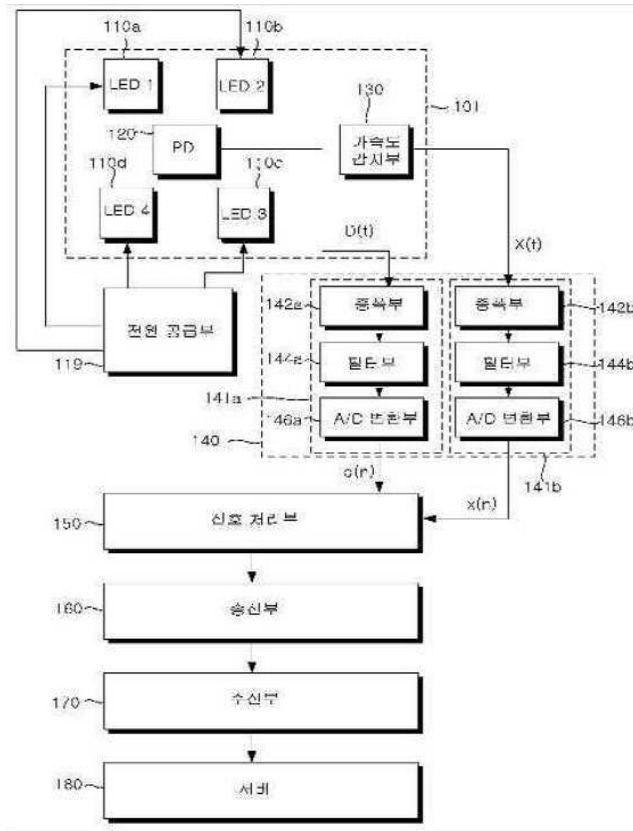 110a
110b
LED 1
LED 2
130
101
120
PD
가속도
감지부
110d
110c
LED 4
LED 3
D(t)
X(t)
142a
증폭부
증폭부
142b
전원 공급부
119
144a
필터부
필터부
144b
141a
146a
A/D 변환부
A/D 변환부
146b
140
141b
d(n)
x(n)
150
신호 처리부
160
송신부
170
수신부
180
서버